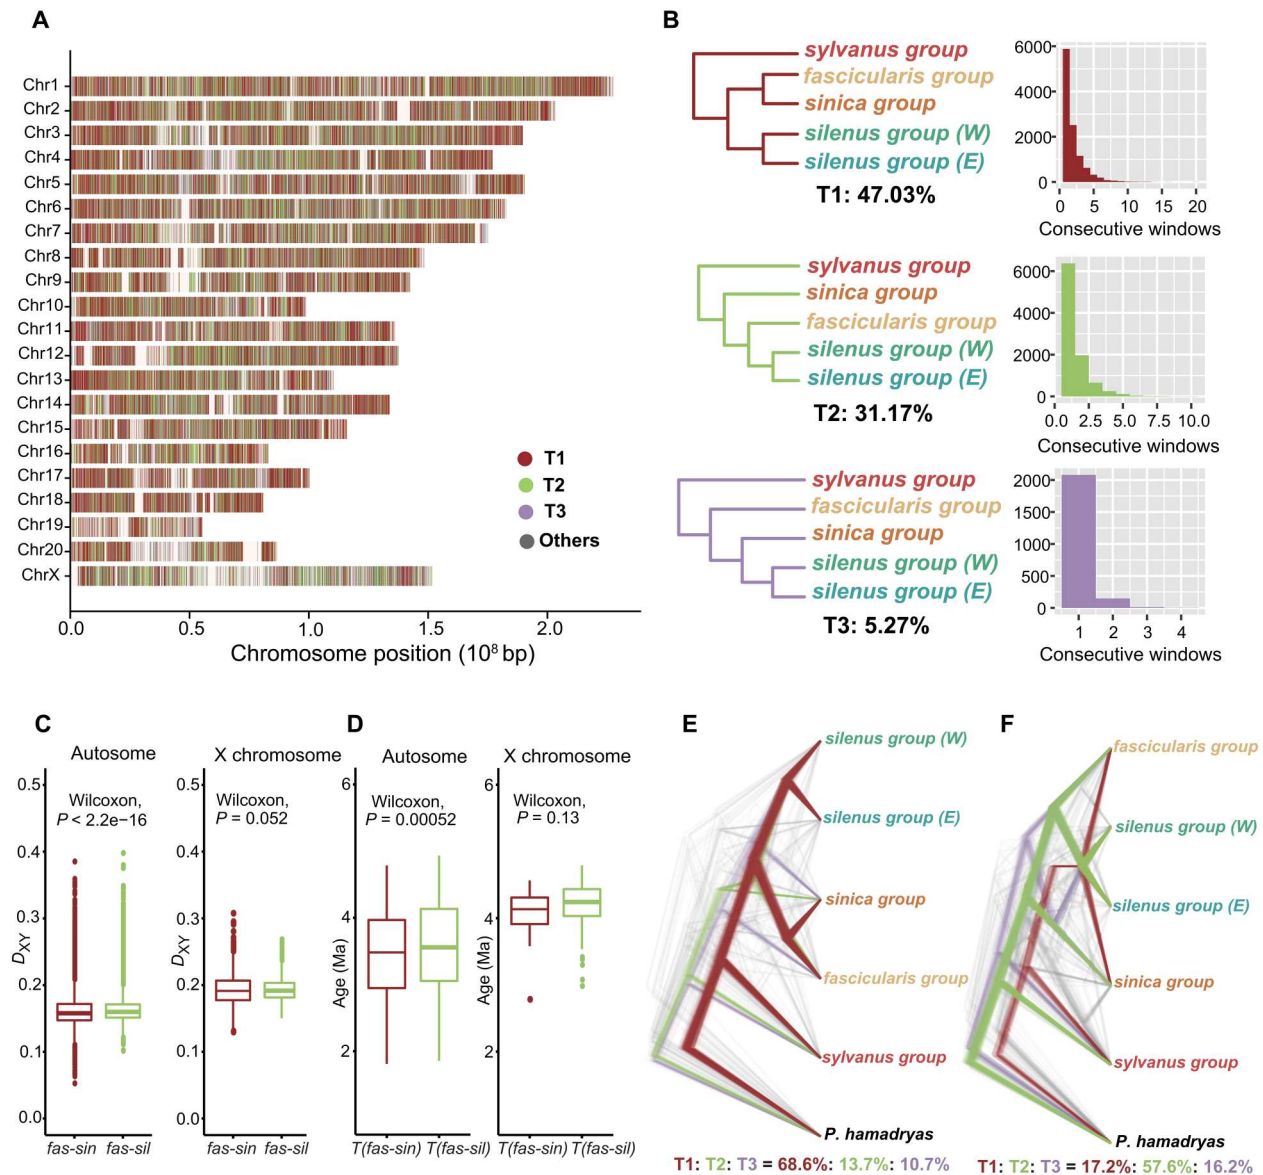 A
Chr1
Chr2
Chr3
Chr4
Chr5
Chr6
Chr7
Chr8
Chr9
Chr10
Chr11
Chr12
Chr13
Chr14
Chr15
Chr16
Chr17
Chr18
Chr19
Chr20
ChrX
T1
T2
T3
Others
0.0 0.5 1.0 1.5 2.0
Chromosome position (10⁸ bp)
B
sylvanus group
fascicularis group
sinica group
silenus group (W)
silenus group (E)
T1: 47.03%
6000
4000
2000
0
0 5 10 15 20
Consecutive windows
sylvanus group
sinica group
fascicularis group
silenus group (W)
silenus group (E)
T2: 31.17%
6000
4000
2000
0
0.0 2.5 5.0 7.5 10.0
Consecutive windows
sylvanus group
fascicularis group
sinica group
silenus group (W)
silenus group (E)
T3: 5.27%
2000
1500
1000
500
0
1 2 3 4
Consecutive windows
C
Autosome
Wilcoxon,
P < 2.2e−16
0.5
0.4
0.3
0.2
0.1
0.0
DXY
fas-sin fas-sil
X chromosome
Wilcoxon,
P = 0.052
0.5
0.4
0.3
0.2
0.1
0.0
DXY
fas-sin fas-sil
D
Autosome
Wilcoxon,
P = 0.00052
6
4
2
Age (Ma)
T(fas-sin) T(fas-sil)
X chromosome
Wilcoxon,
P = 0.13
6
4
2
Age (Ma)
T(fas-sin) T(fas-sil)
E
silenus group (W)
silenus group (E)
sinica group
fascicularis group
sylvanus group
P. hamadryas
T1: T2: T3 = 68.6%: 13.7%: 10.7%
F
fascicularis group
silenus group (W)
silenus group (E)
sinica group
sylvanus group
P. hamadryas
T1: T2: T3 = 17.2%: 57.6%: 16.2%